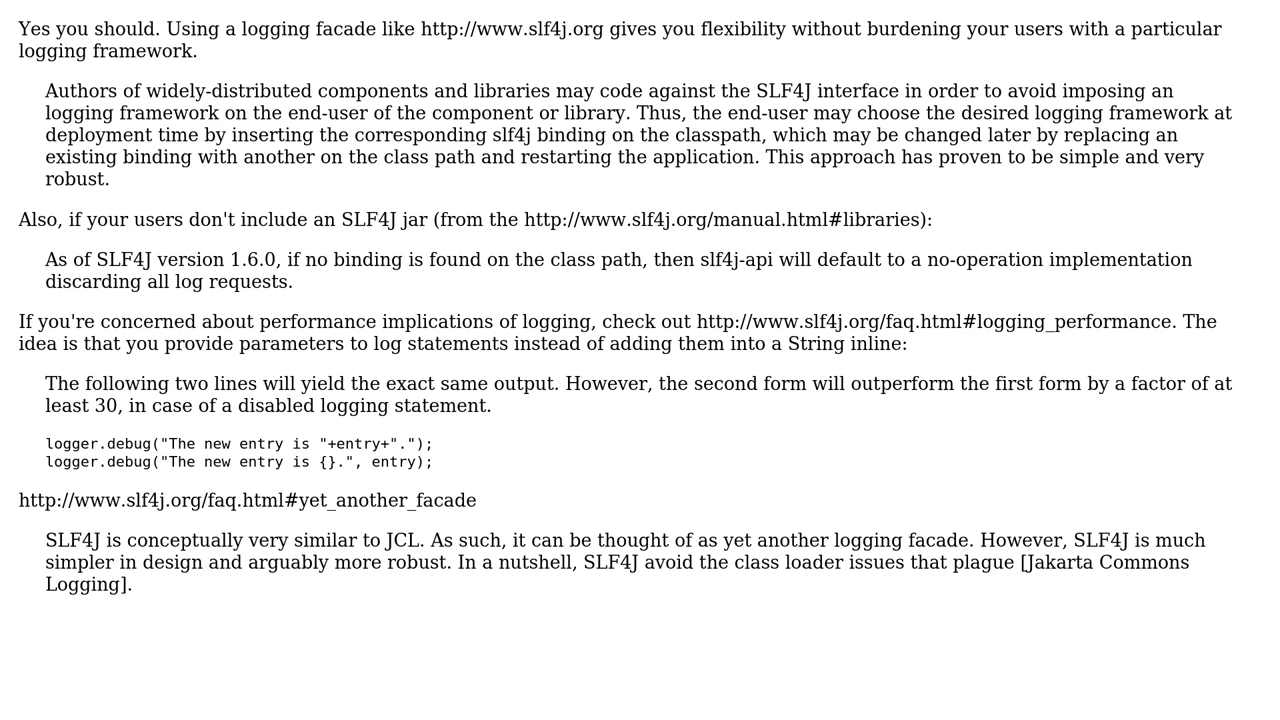 Yes you should. Using a logging facade like http://www.slf4j.org gives you flexibility without burdening your users with a particular
logging framework.
Authors of widely-distributed components and libraries may code against the SLF4J interface in order to avoid imposing an
logging framework on the end-user of the component or library. Thus, the end-user may choose the desired logging framework at
deployment time by inserting the corresponding slf4j binding on the classpath, which may be changed later by replacing an
existing binding with another on the class path and restarting the application. This approach has proven to be simple and very
robust.
Also, if your users don't include an SLF4J jar (from the http://www.slf4j.org/manual.html#libraries):
As of SLF4J version 1.6.0, if no binding is found on the class path, then slf4j-api will default to a no-operation implementation
discarding all log requests.
If you're concerned about performance implications of logging, check out http://www.slf4j.org/faq.html#logging_performance. The
idea is that you provide parameters to log statements instead of adding them into a String inline:
The following two lines will yield the exact same output. However, the second form will outperform the first form by a factor of at
least 30, in case of a disabled logging statement.
logger.debug("The new entry is "+entry+".");
logger.debug("The new entry is {}.", entry);
http://www.slf4j.org/faq.html#yet_another_facade
SLF4J is conceptually very similar to JCL. As such, it can be thought of as yet another logging facade. However, SLF4J is much
simpler in design and arguably more robust. In a nutshell, SLF4J avoid the class loader issues that plague [Jakarta Commons
Logging].